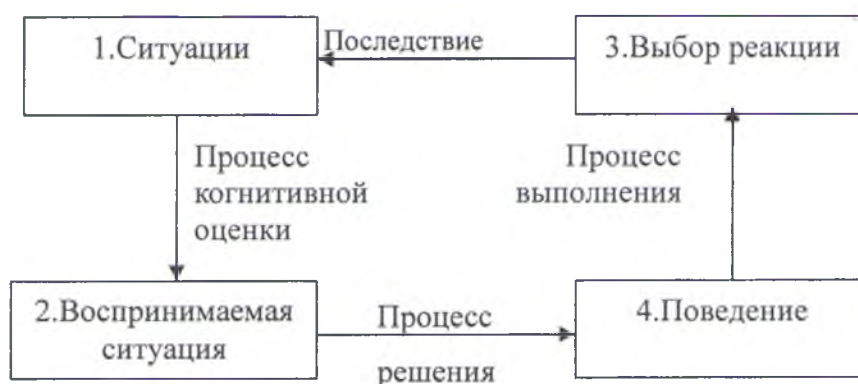 1.Ситуации
Последствие
3.Выбор реакции
Процесс
когнитивной
оценки
Процесс
выполнения
2.Воспринимаемая
ситуация
Процесс
решения
4.Поведение